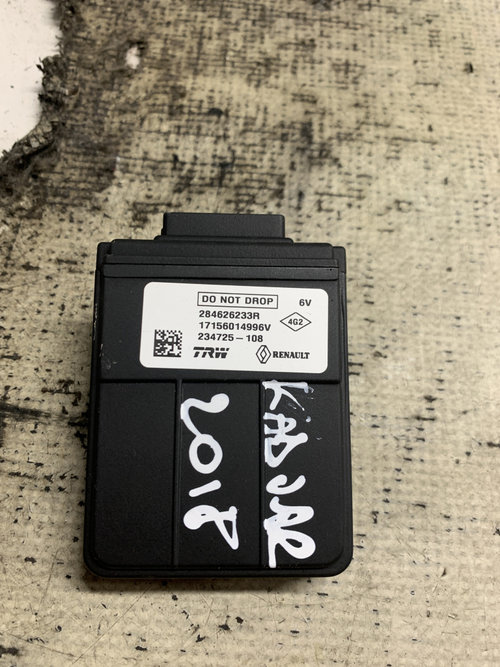 DO NOT DROP 6V
284626233R
17156014996V 4G2
234725-108
TRW RENAULT
KADJAR
2018